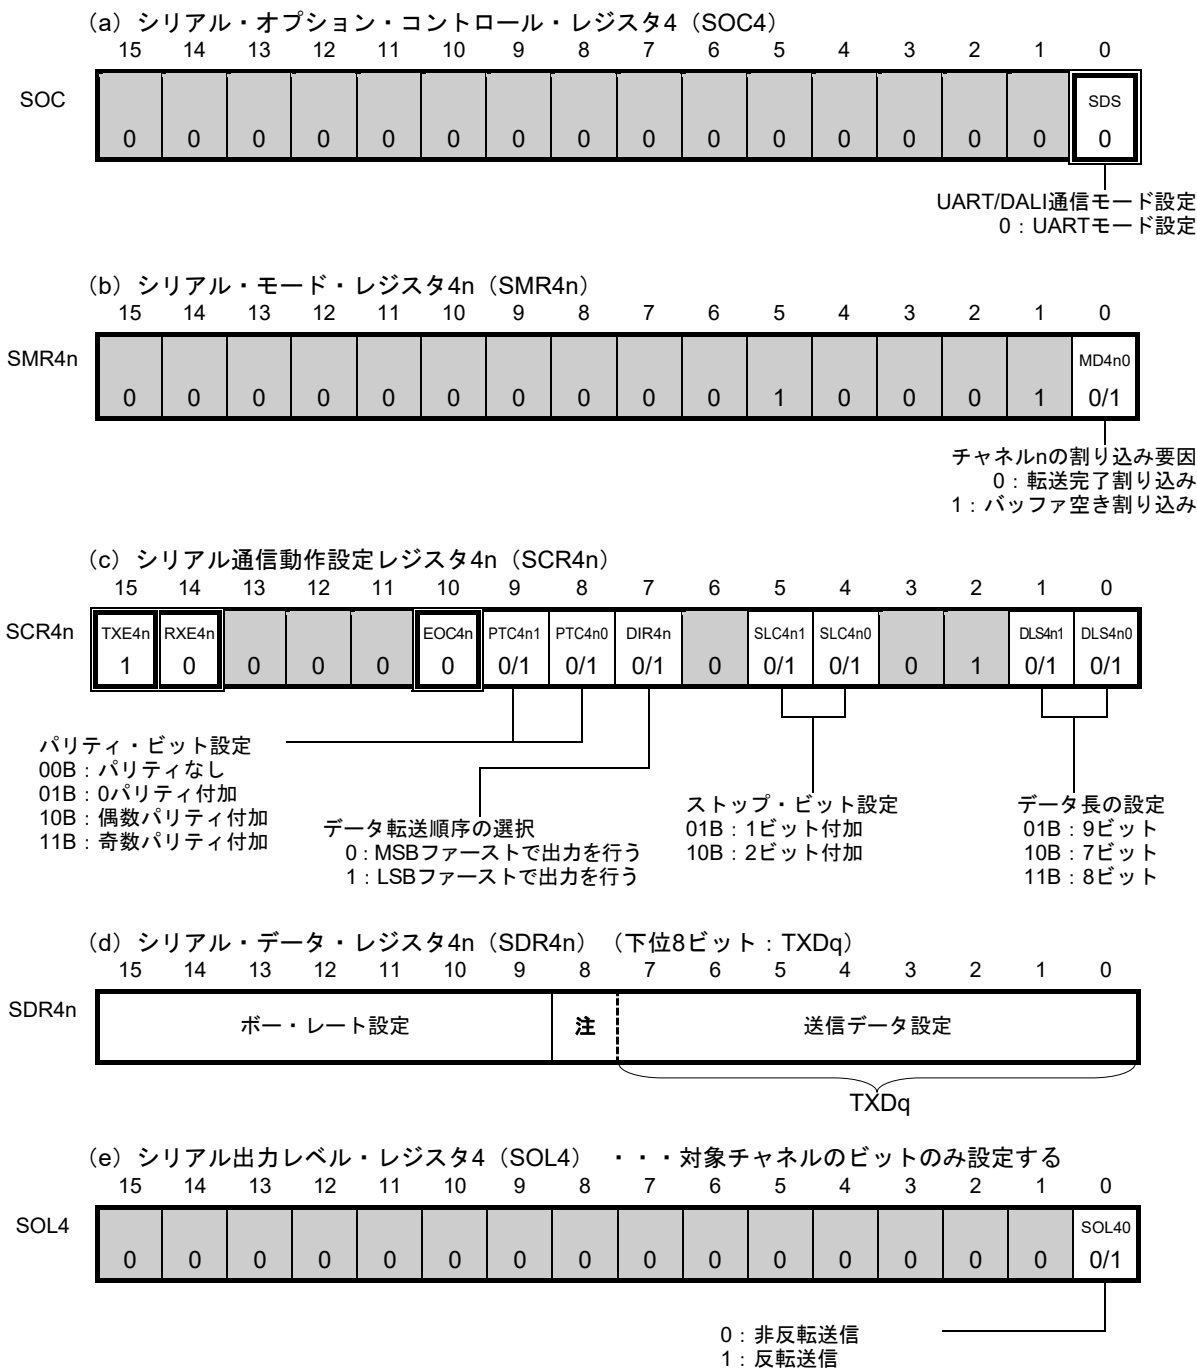 (a) シリアル・オプション・コントロール・レジスタ4（SOC4）
15 14 13 12 11 10 9 8 7 6 5 4 3 2 1 0
SOC
SDS
0 0 0 0 0 0 0 0 0 0 0 0 0 0 0 0
UART/DALI通信モード設定
0：UARTモード設定
(b) シリアル・モード・レジスタ4n（SMR4n）
15 14 13 12 11 10 9 8 7 6 5 4 3 2 1 0
SMR4n
MD4n0
0 0 0 0 0 0 0 0 0 0 1 0 0 0 1 0/1
チャネルnの割り込み要因
0：転送完了割り込み
1：バッファ空き割り込み
(c) シリアル通信動作設定レジスタ4n（SCR4n）
15 14 13 12 11 10 9 8 7 6 5 4 3 2 1 0
SCR4n
TXE4n RXE4n EOC4n PTC4n1 PTC4n0 DIR4n SLC4n1 SLC4n0 DLS4n1 DLS4n0
1 0 0 0 0 0 0/1 0/1 0/1 0 0/1 0/1 0 1 0/1 0/1
パリティ・ビット設定
00B：パリティなし
01B：0パリティ付加
10B：偶数パリティ付加
11B：奇数パリティ付加
データ転送順序の選択
0：MSBファーストで出力を行う
1：LSBファーストで出力を行う
ストップ・ビット設定
01B：1ビット付加
10B：2ビット付加
データ長の設定
01B：9ビット
10B：7ビット
11B：8ビット
(d) シリアル・データ・レジスタ4n（SDR4n）（下位8ビット：TXDq）
15 14 13 12 11 10 9 8 7 6 5 4 3 2 1 0
SDR4n
ボー・レート設定 注 送信データ設定
TXDq
(e) シリアル出力レベル・レジスタ4（SOL4） ・・・対象チャネルのビットのみ設定する
15 14 13 12 11 10 9 8 7 6 5 4 3 2 1 0
SOL4
SOL40
0 0 0 0 0 0 0 0 0 0 0 0 0 0 0 0/1
0：非反転送信
1：反転送信